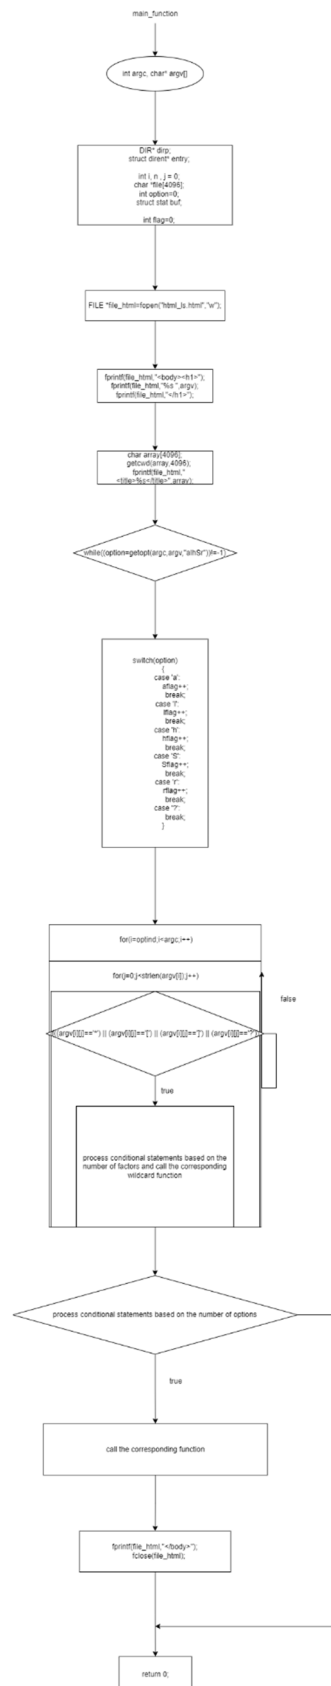 main_function
int argc, char* argv[]
DIR* dirp;
struct dirent* entry;
int i, n , j = 0;
char *file[4096];
int option=0;
struct stat buf;
int flag=0;
FILE *file_html=fopen("html_ls.html","w");
fprintf(file_html,"<body><h1>");
fprintf(file_html,"%s ",argv);
fprintf(file_html,"</h1>");
char array[4096];
getcwd(array,4096);
fprintf(file_html,"
<title>%s</title>",array);
while((option=getopt(argc,argv,"alhSr"))!=-1)
switch(option)
{
case 'a':
aflag++;
break;
case 'l':
lflag++;
break;
case 'h':
hflag++;
break;
case 'S':
Sflag++;
break;
case 'r':
rflag++;
break;
case '?':
break;
}
for(i=optind;i<argc;i++)
for(j=0;j<strlen(argv[i]);j++)
false
((argv[i][j]=='*') || (argv[i][j]=='[') || (argv[i][j]==']') || (argv[i][j]=='?')
true
process conditional statements based on the
number of factors and call the corresponding
wildcard function
process conditional statements based on the number of options
true
call the corresponding function
fprintf(file_html,"</body>");
fclose(file_html);
return 0;